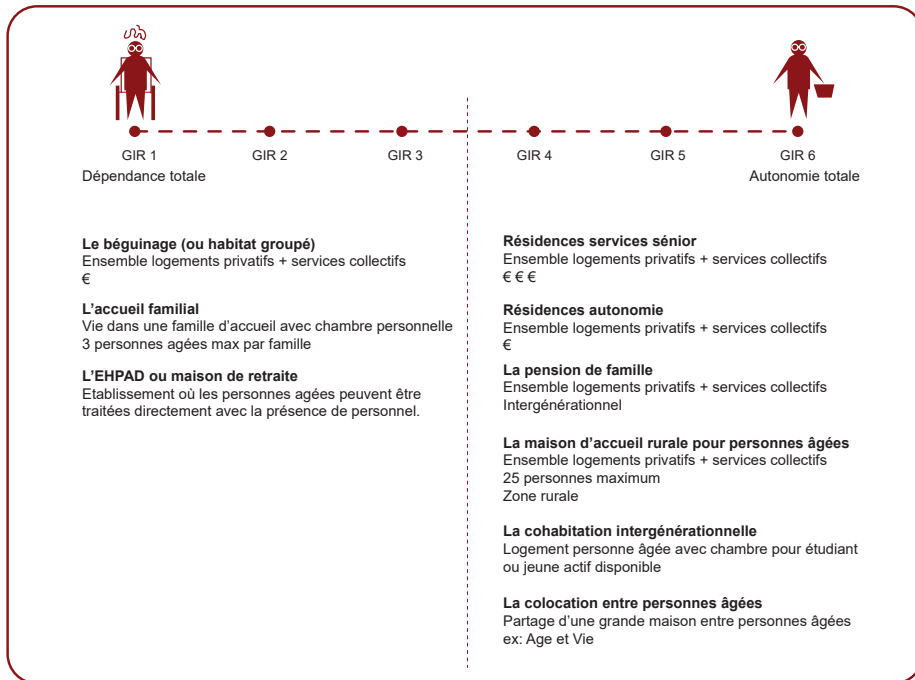 GIR 1
GIR 2
GIR 3
GIR 4
GIR 5
GIR 6
Dépendance totale
Autonomie totale
Le béguinage (ou habitat groupé)
Ensemble logements privatifs + services collectifs
€
L'accueil familial
Vie dans une famille d'accueil avec chambre personnelle
3 personnes agées max par famille
L'EHPAD ou maison de retraite
Etablissement où les personnes agées peuvent être
traitées directement avec la présence de personnel.
Résidences services sénior
Ensemble logements privatifs + services collectifs
€ € €
Résidences autonomie
Ensemble logements privatifs + services collectifs
€
La pension de famille
Ensemble logements privatifs + services collectifs
Intergénérationnel
La maison d'accueil rurale pour personnes âgées
Ensemble logements privatifs + services collectifs
25 personnes maximum
Zone rurale
La cohabitation intergénérationnelle
Logement personne âgée avec chambre pour étudiant
ou jeune actif disponible
La colocation entre personnes âgées
Partage d'une grande maison entre personnes âgées
ex: Age et Vie